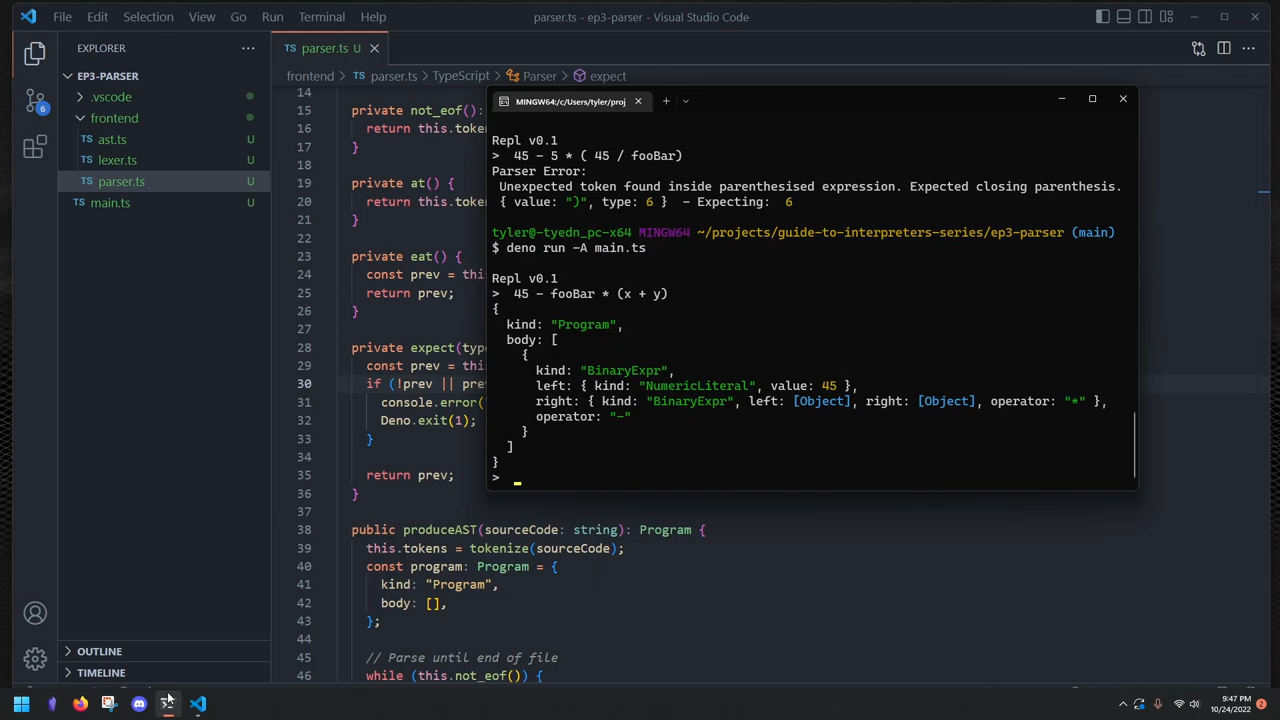 File Edit Selection View Go Run Terminal Help
parser.ts - ep3-parser - Visual Studio Code
EXPLORER
EP3-PARSER
.vscode
frontend
TS ast.ts U
TS lexer.ts U
TS parser.ts U
TS main.ts U
6
OUTLINE
TIMELINE
TS parser.ts U
frontend > parser.ts > TypeScript > Parser > expect
14
15 private not_eof():
16 return this.toke
17 }
18
19 private at() {
20 return this.toke
21 }
22
23 private eat() {
24 const prev = thi
25 return prev;
26 }
27
28 private expect(typ
29 const prev = thi
30 if (!prev || pre
31 console.error(
32 Deno.exit(1);
33 }
34
35 return prev;
36 }
37
38 public produceAST(sourceCode: string): Program {
39 this.tokens = tokenize(sourceCode);
40 const program: Program = {
41 kind: "Program",
42 body: [],
43 };
44
45 // Parse until end of file
46 while (this.not_eof()) {
MINGW64:/c/Users/tyler/proj
Repl v0.1
> 45 - 5 * ( 45 / fooBar)
Parser Error:
Unexpected token found inside parenthesised expression. Expected closing parenthesis.
{ value: ")", type: 6 } - Expecting: 6
tyler@-tyedn_pc-x64 MINGW64 ~/projects/guide-to-interpreters-series/ep3-parser (main)
$ deno run -A main.ts
Repl v0.1
> 45 - fooBar * (x + y)
{
kind: "Program",
body: [
{
kind: "BinaryExpr",
left: { kind: "NumericLiteral", value: 45 },
right: { kind: "BinaryExpr", left: [Object], right: [Object], operator: "*" },
operator: "-"
}
]
}
>
9:47 PM
10/24/2022
2